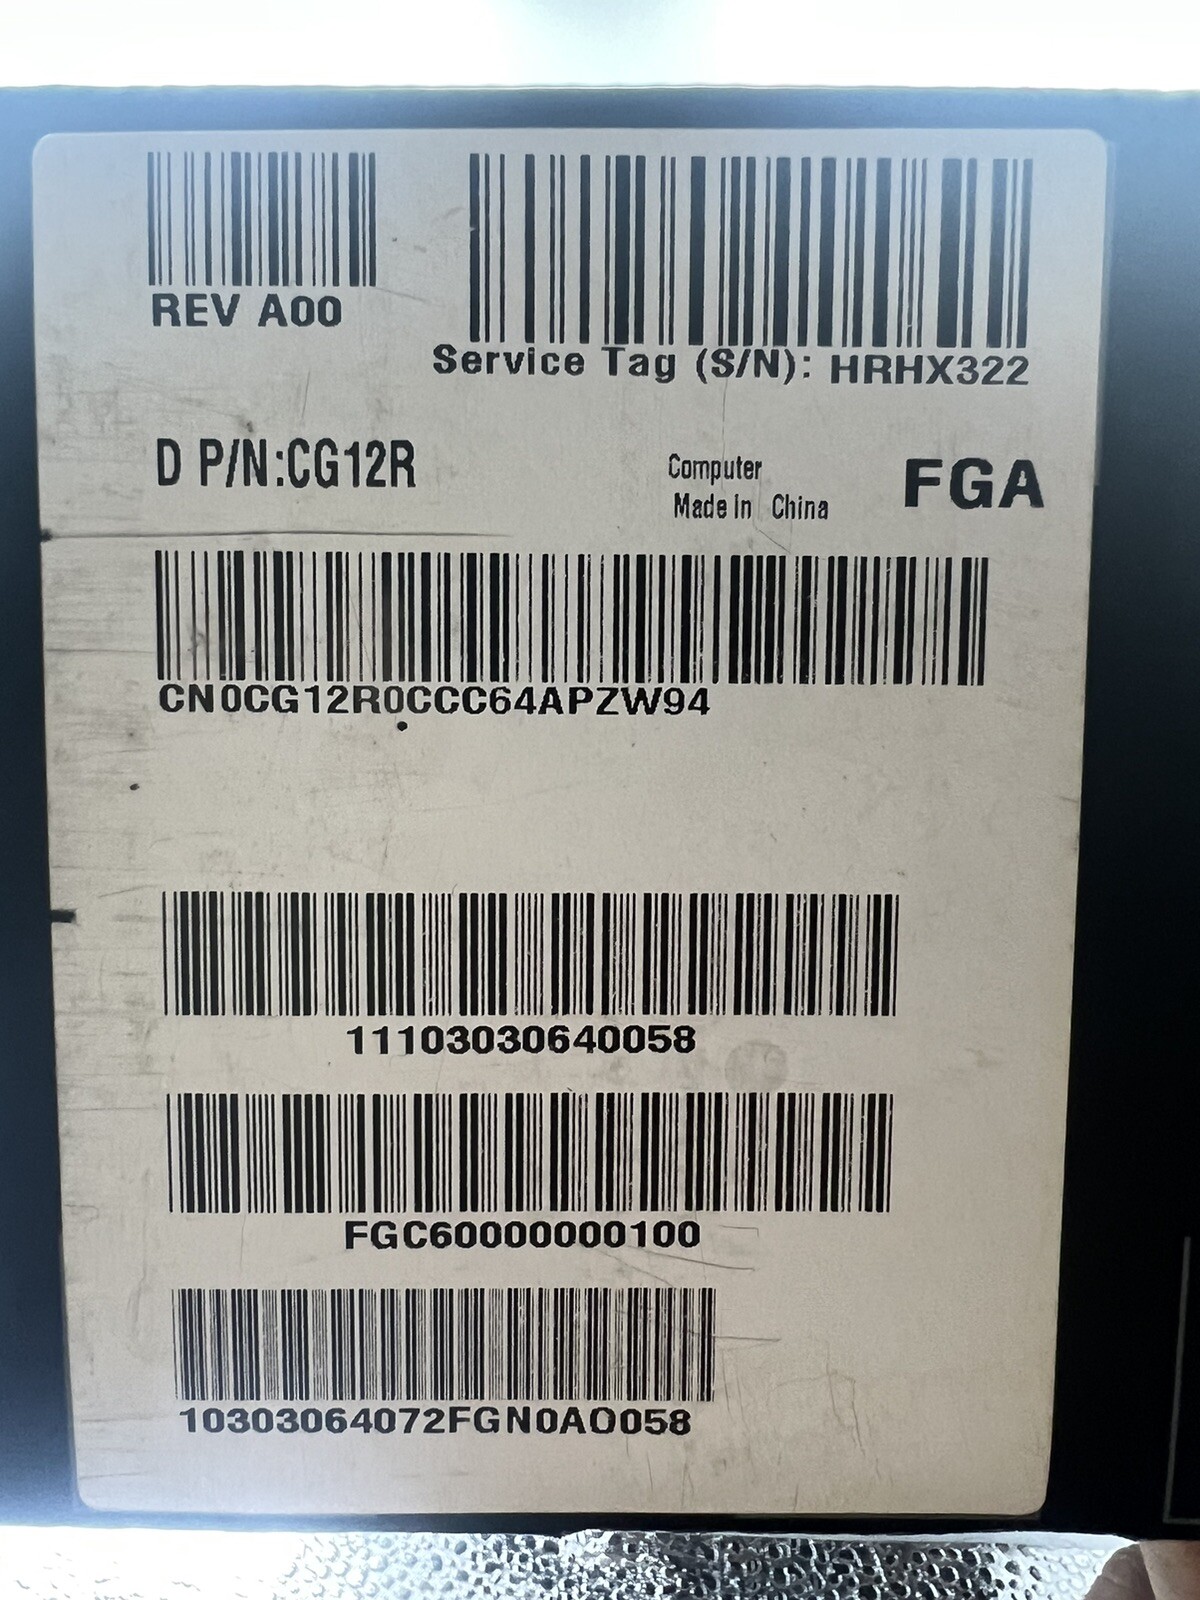 REV A00
Service Tag (S/N): HRHX322
D P/N:CG12R
Computer
Made In China
FGA
CN0CG12R0CCC64APZW94
11103030640058
FGC60000000100
10303064072FGN0AO058